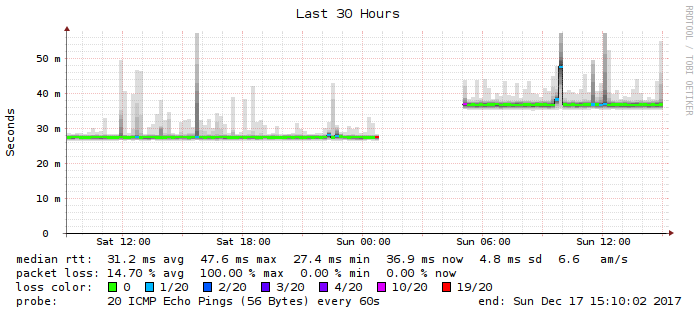 Last 30 Hours
RRDTOOL / TOBI OETIKER
Seconds
50 m
40 m
30 m
20 m
10 m
0
Sat 12:00 Sat 18:00 Sun 00:00 Sun 06:00 Sun 12:00
median rtt: 31.2 ms avg 47.6 ms max 27.4 ms min 36.9 ms now 4.8 ms sd 6.6 am/s
packet loss: 14.70 % avg 100.00 % max 0.00 % min 0.00 % now
loss color: 0 1/20 2/20 3/20 4/20 10/20 19/20
probe: 20 ICMP Echo Pings (56 Bytes) every 60s end: Sun Dec 17 15:10:02 2017